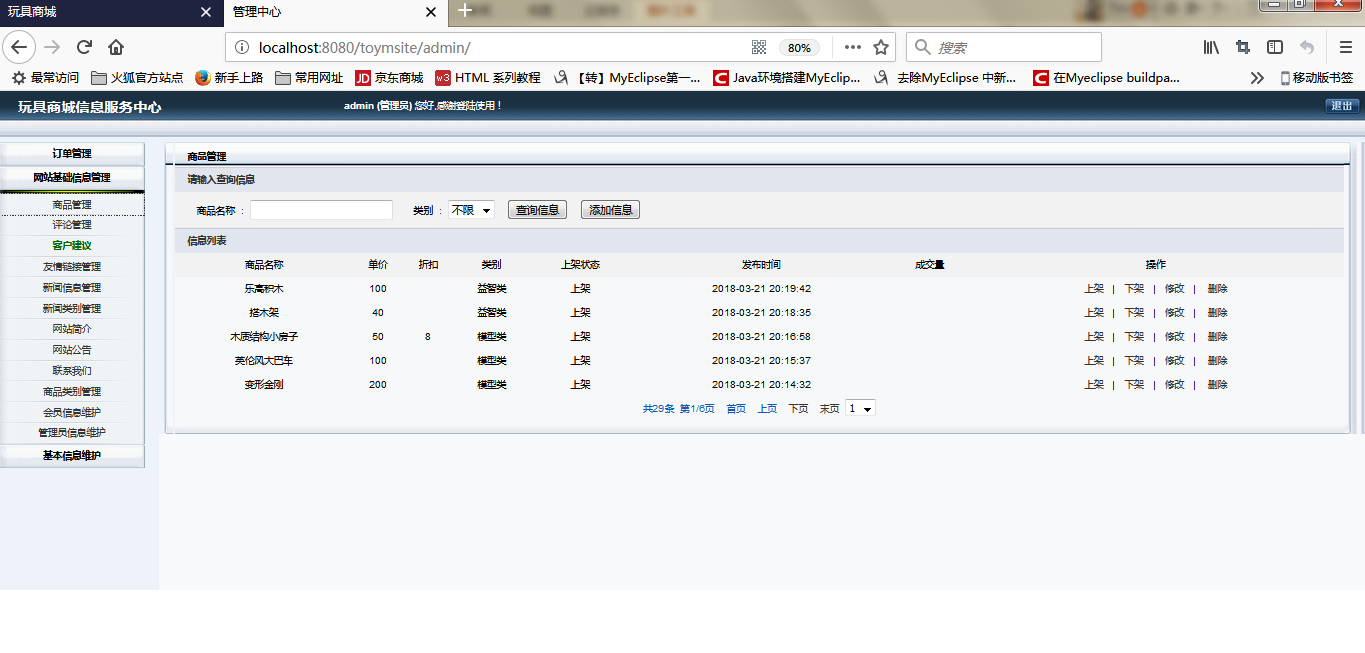 玩具商城
管理中心
localhost:8080/toymsite/admin/
80%
搜索
最常访问 火狐官方站点 新手上路 常用网址 JD 京东商城 w3 HTML 系列教程 【转】MyEclipse第一... C Java环境搭建MyEclip... 去除MyEclipse 中新... C 在Myeclipse buildpa... 移动版书签
玩具商城信息服务中心 admin (管理员) 您好,感谢登陆使用！ 退出
订单管理
网站基础信息管理
商品管理
评论管理
客户建议
友情链接管理
新闻信息管理
新闻类别管理
网站简介
网站公告
联系我们
商品类别管理
会员信息维护
管理员信息维护
基本信息维护
商品管理
请输入查询信息
商品名称： 类别： 不限 查询信息 添加信息
信息列表
商品名称 单价 折扣 类别 上架状态 发布时间 成交量 操作
乐高积木 100 益智类 上架 2018-03-21 20:19:42 上架 | 下架 | 修改 | 删除
搭木架 40 益智类 上架 2018-03-21 20:18:35 上架 | 下架 | 修改 | 删除
木质结构小房子 50 8 模型类 上架 2018-03-21 20:16:58 上架 | 下架 | 修改 | 删除
英伦风大巴车 100 模型类 上架 2018-03-21 20:15:37 上架 | 下架 | 修改 | 删除
变形金刚 200 模型类 上架 2018-03-21 20:14:32 上架 | 下架 | 修改 | 删除
共29条 第1/6页 首页 上页 下页 末页 1